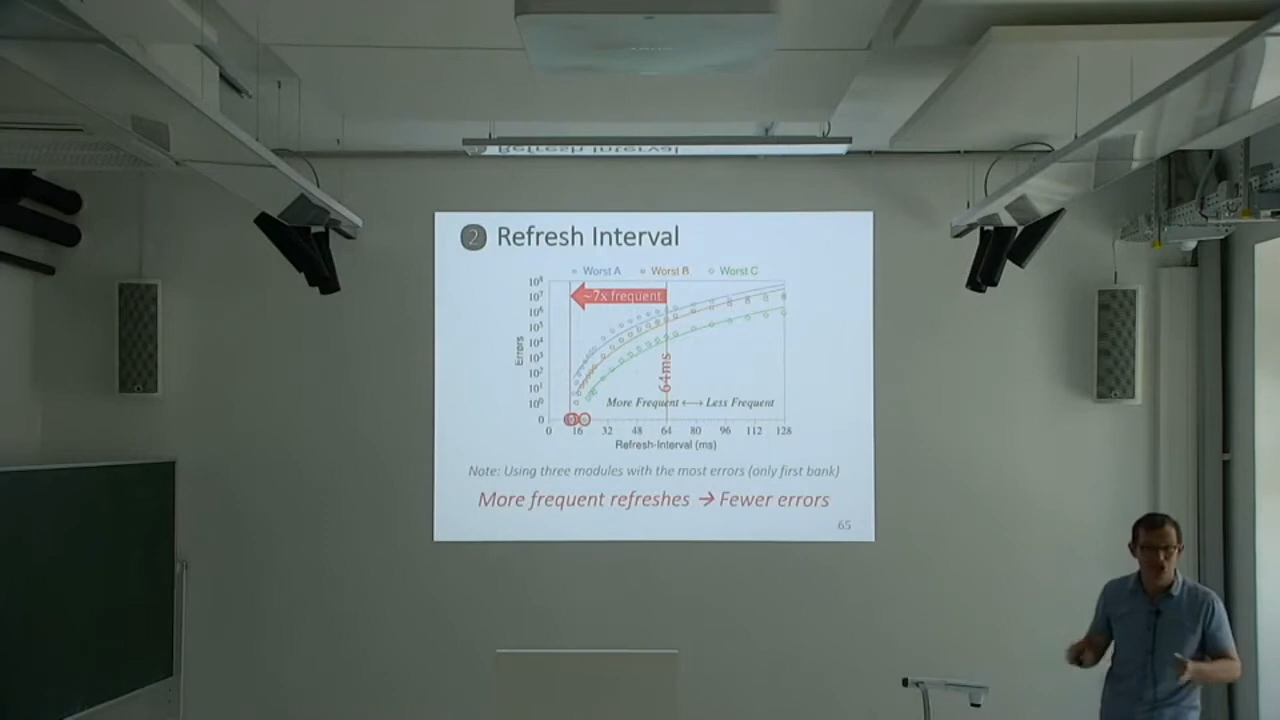 Refresh Interval
2 Refresh Interval
Worst A Worst B Worst C
~7x frequent
10⁸
10⁷
10⁶
10⁵
10⁴
10³
10²
10¹
10⁰
0
Errors
64ms
More Frequent ⟷ Less Frequent
0 16 32 48 64 80 96 112 128
Refresh-Interval (ms)
Note: Using three modules with the most errors (only first bank)
More frequent refreshes → Fewer errors
65